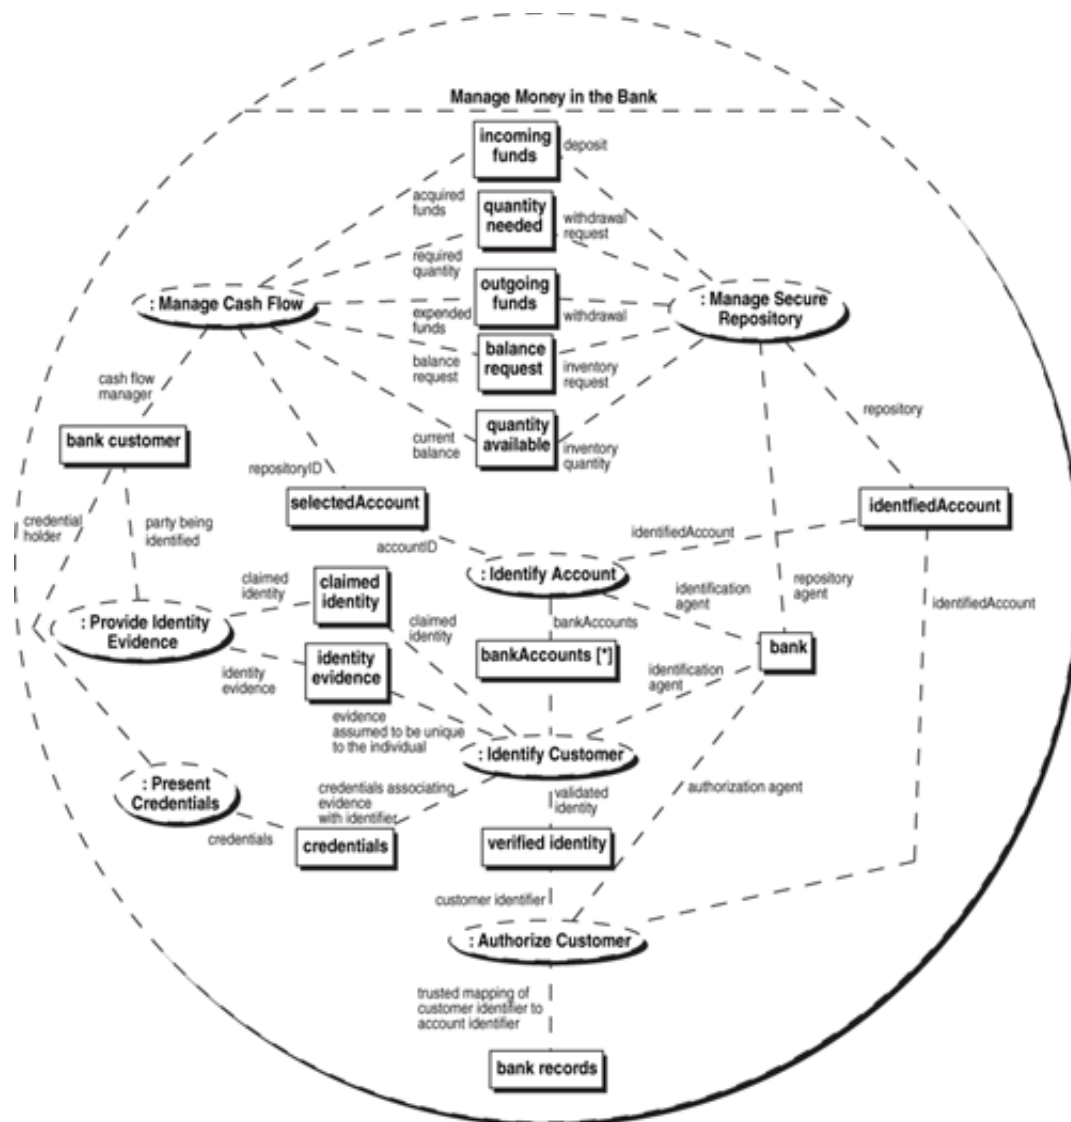 Manage Money in the Bank
incoming
funds
deposit
acquired
funds
quantity
needed
withdrawal
request
required
quantity
: Manage Cash Flow
outgoing
funds
: Manage Secure
Repository
expended
funds
withdrawal
balance
request
balance
request
inventory
request
cash flow
manager
bank customer
quantity
available
current
balance
inventory
quantity
repository
repositoryID
selectedAccount
identfiedAccount
credential
holder
party being
identified
accountID
identifiedAccount
: Identify Account
claimed
identity
claimed
identity
identification
agent
repository
agent
identifiedAccount
: Provide Identity
Evidence
claimed
identity
bankAccounts
bankAccounts [*]
bank
identity
evidence
identity
evidence
identification
agent
evidence
assumed to be unique
to the individual
: Identify Customer
: Present
Credentials
credentials associating
evidence
with identifier
validated
identity
authorization agent
credentials
credentials
verified identity
customer identifier
: Authorize Customer
trusted mapping of
customer identifier to
account identifier
bank records